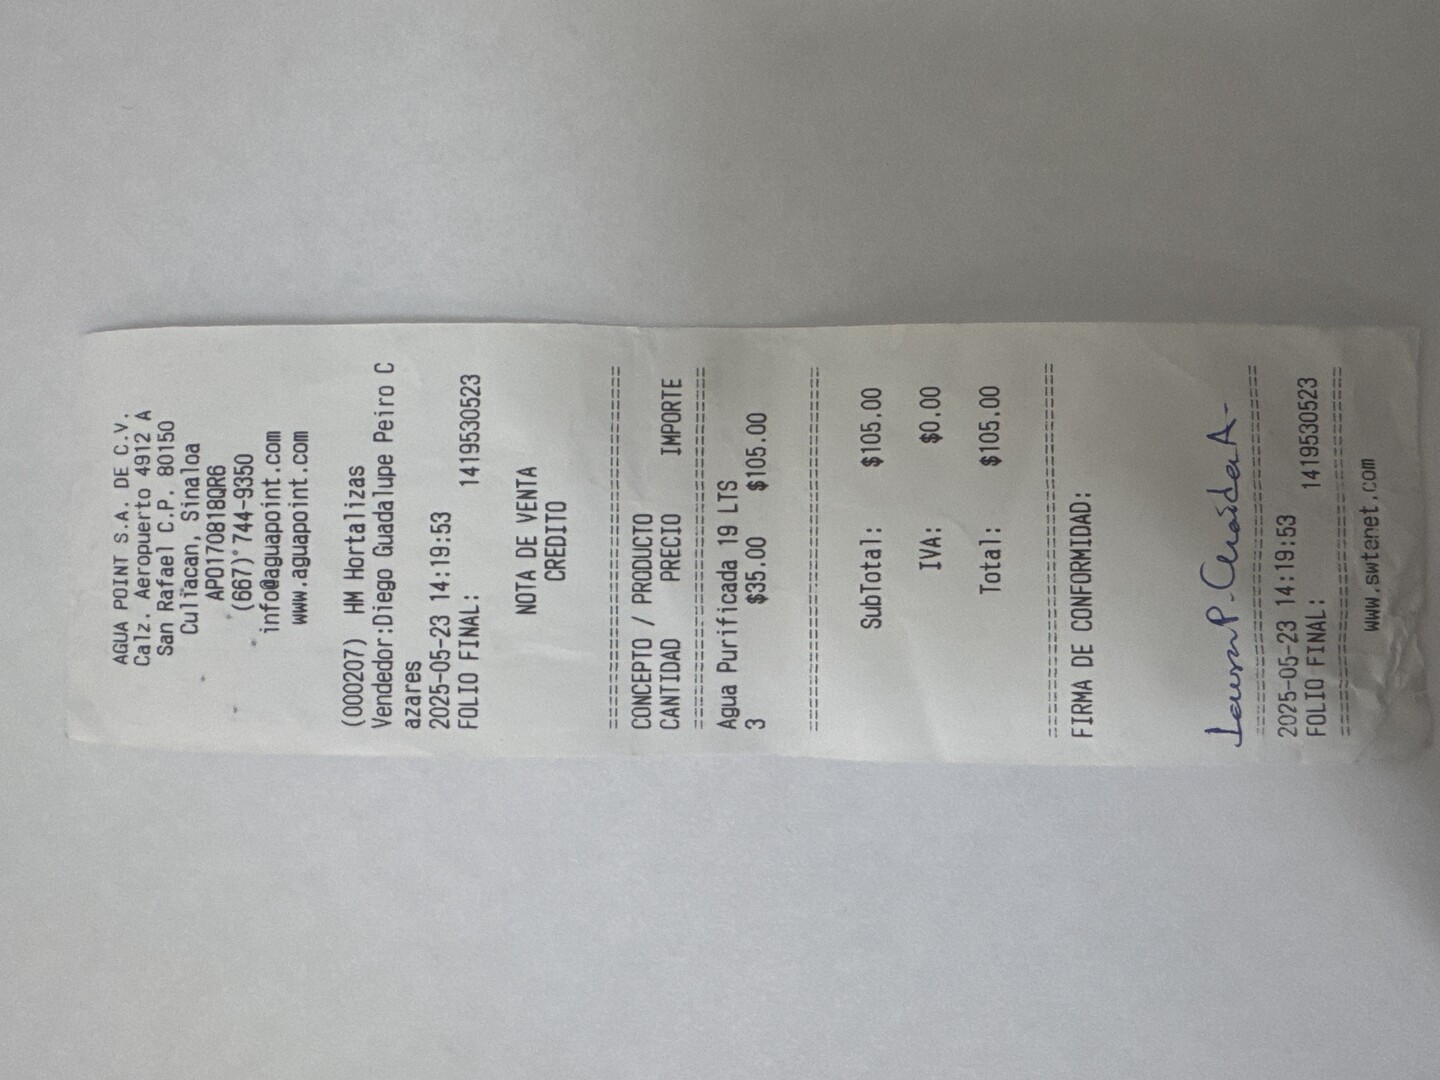 AGUA POINT S.A. DE C.V.
Calz. Aeropuerto 4912 A
San Rafael C.P. 80150
Culiacan, Sinaloa
APO170818QR6
(667) 744-9350
info@aguapoint.com
www.aguapoint.com
(000207) HM Hortalizas
Vendedor:Diego Guadalupe Peiro C
azares
2025-05-23 14:19:53
FOLIO FINAL: 1419530523
NOTA DE VENTA
CREDITO
================================
CONCEPTO / PRODUCTO
CANTIDAD PRECIO IMPORTE
================================
Agua Purificada 19 LTS
3 $35.00 $105.00
================================
SubTotal: $105.00
IVA: $0.00
Total: $105.00
================================
FIRMA DE CONFORMIDAD:
P.
================================
2025-05-23 14:19:53
FOLIO FINAL: 1419530523
================================
www.swtenet.com